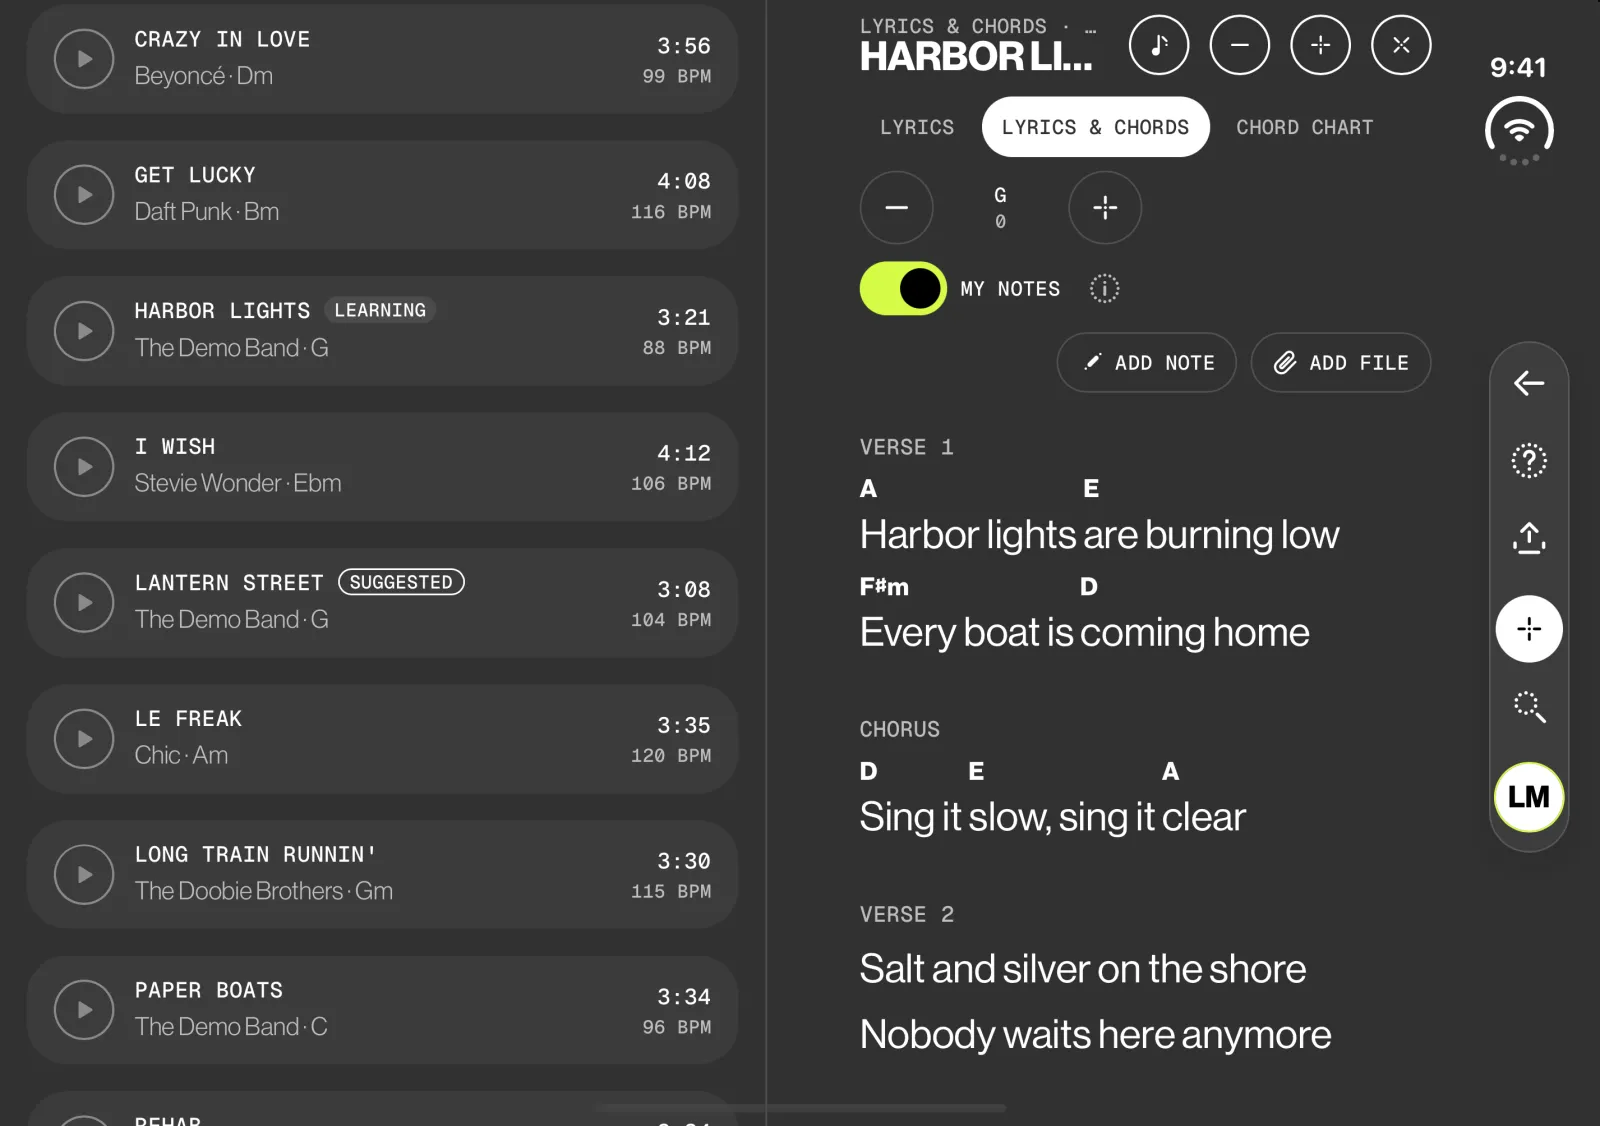 CRAZY IN LOVE
3:56
Beyoncé · Dm
99 BPM
GET LUCKY
4:08
Daft Punk · Bm
116 BPM
HARBOR LIGHTS LEARNING
3:21
The Demo Band · G
88 BPM
I WISH
4:12
Stevie Wonder · Ebm
106 BPM
LANTERN STREET SUGGESTED
3:08
The Demo Band · G
104 BPM
LE FREAK
3:35
Chic · Am
120 BPM
LONG TRAIN RUNNIN'
3:30
The Doobie Brothers · Gm
115 BPM
PAPER BOATS
3:34
The Demo Band · C
96 BPM
LYRICS & CHORDS · …
HARBOR LI...
LYRICS
LYRICS & CHORDS
CHORD CHART
G
0
MY NOTES
ADD NOTE
ADD FILE
VERSE 1
A E
Harbor lights are burning low
F#m D
Every boat is coming home
CHORUS
D E A
Sing it slow, sing it clear
VERSE 2
Salt and silver on the shore
Nobody waits here anymore
9:41
LM